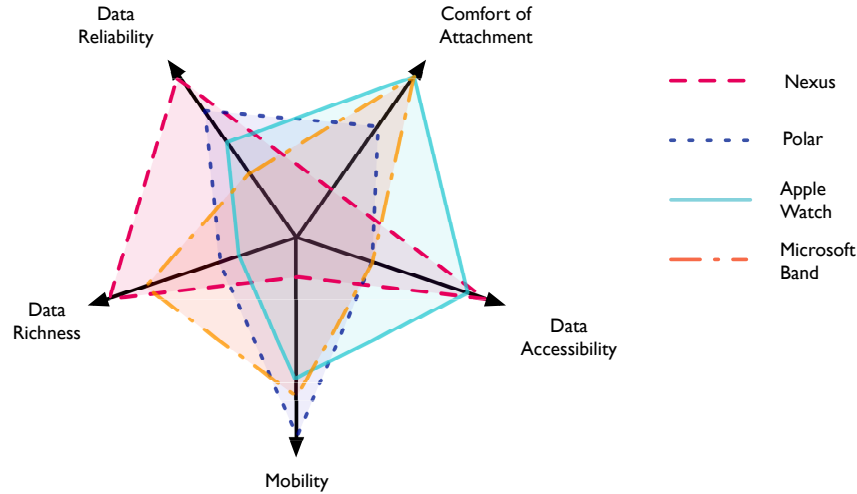 Data
Reliability
Comfort of
Attachment
Nexus
Polar
Apple
Watch
Microsoft
Band
Data
Richness
Data
Accessibility
Mobility